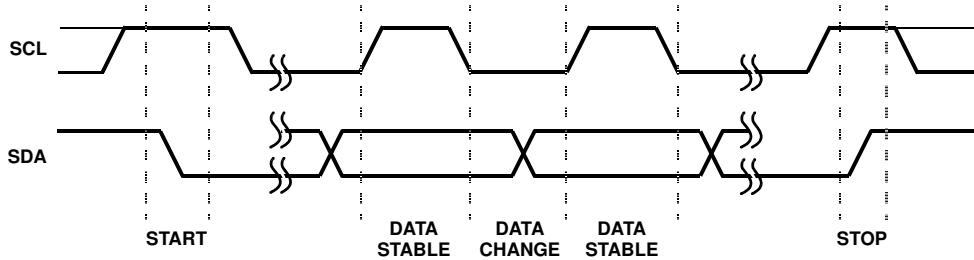 SCL
SDA
START
DATA
STABLE
DATA
CHANGE
DATA
STABLE
STOP